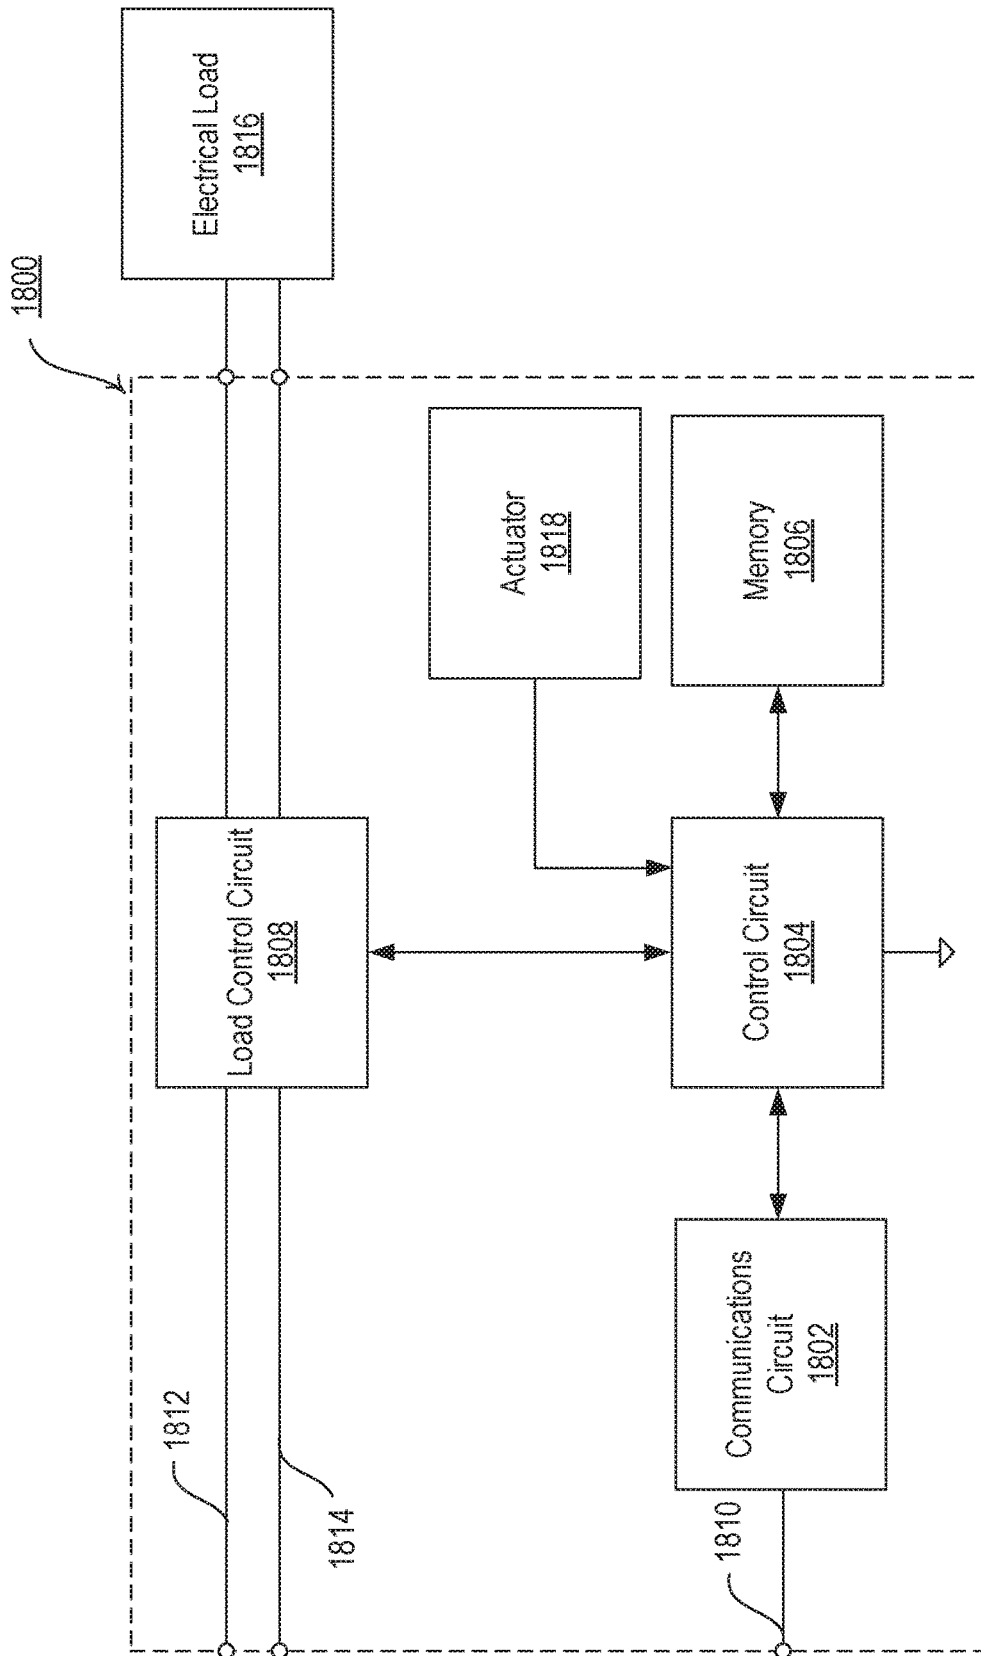 1800
Electrical Load
1816
1812
Load Control Circuit
1808
1814
Actuator
1818
1810
Communications
Circuit
1802
Control Circuit
1804
Memory
1806